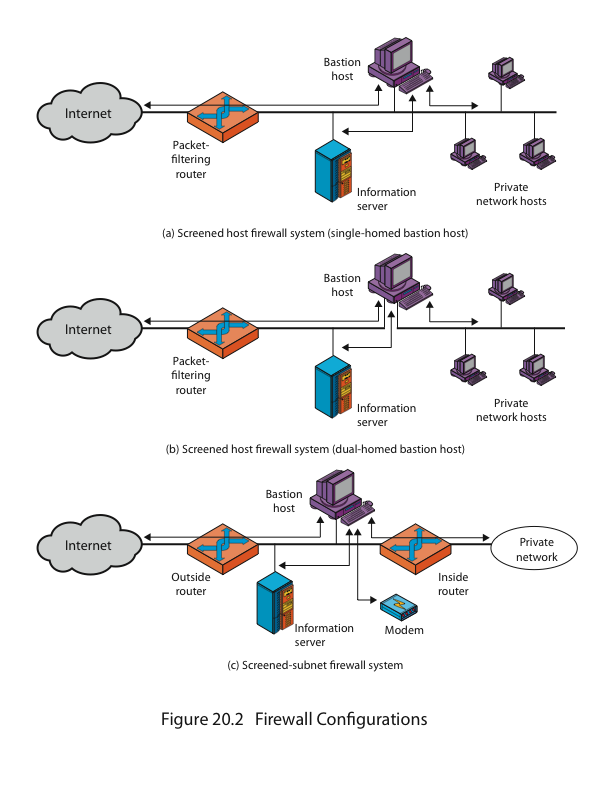 Bastion
host
Internet
Packet-
filtering
router
Information
server
Private
network hosts
(a) Screened host firewall system (single-homed bastion host)
Bastion
host
Internet
Packet-
filtering
router
Information
server
Private
network hosts
(b) Screened host firewall system (dual-homed bastion host)
Bastion
host
Internet
Private
network
Outside
router
Inside
router
Information
server
Modem
(c) Screened-subnet firewall system
Figure 20.2 Firewall Configurations